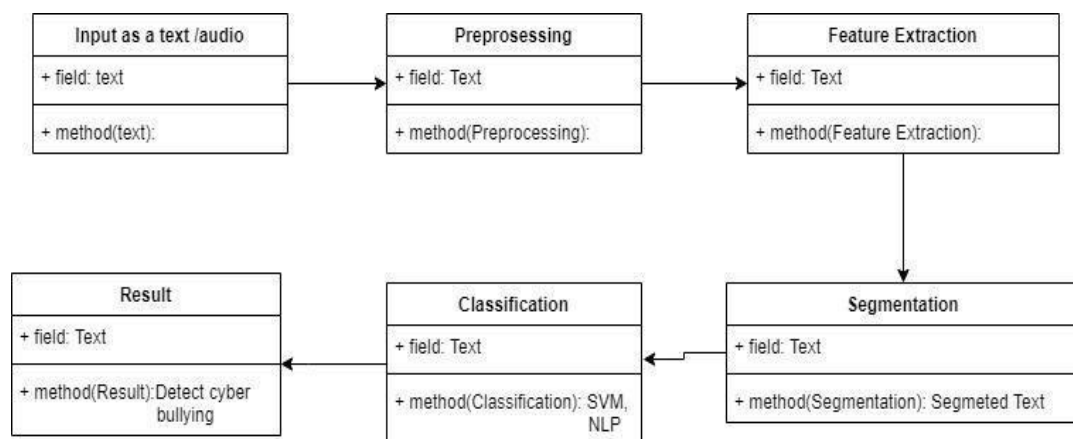 Input as a text /audio
+ field: text
+ method(text):
Preprosessing
+ field: Text
+ method(Preprocessing):
Feature Extraction
+ field: Text
+ method(Feature Extraction):
Result
+ field: Text
+ method(Result):Detect cyber
bullying
Classification
+ field: Text
+ method(Classification): SVM,
NLP
Segmentation
+ field: Text
+ method(Segmentation): Segmeted Text